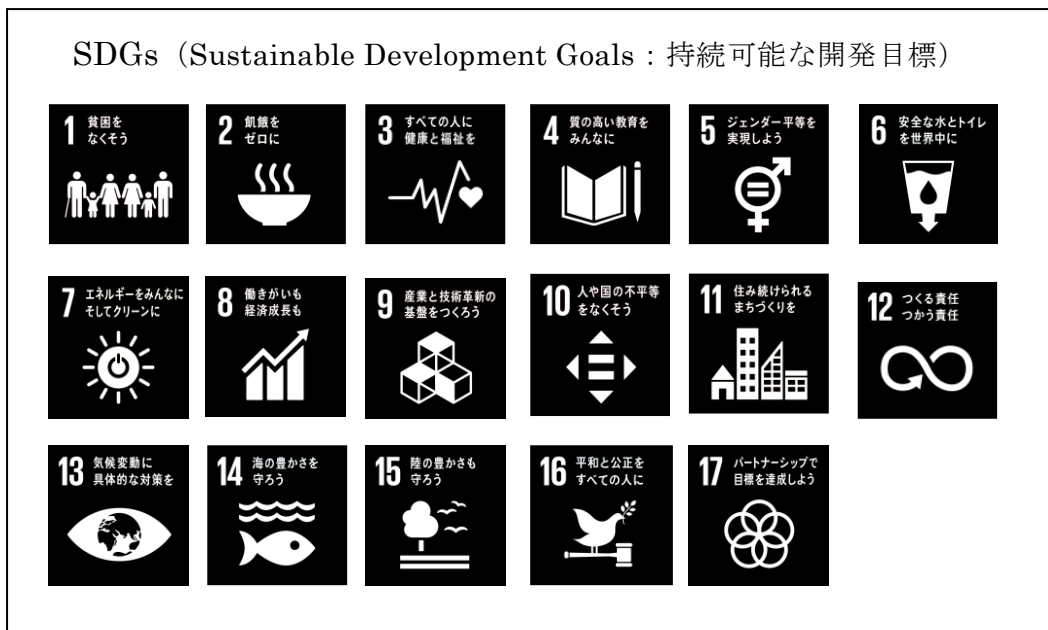 SDGs（Sustainable Development Goals：持続可能な開発目標）
1 貧困を
なくそう
2 飢餓を
ゼロに
3 すべての人に
健康と福祉を
4 質の高い教育を
みんなに
5 ジェンダー平等を
実現しよう
6 安全な水とトイレ
を世界中に
7 エネルギーをみんなに
そしてクリーンに
8 働きがいも
経済成長も
9 産業と技術革新の
基盤をつくろう
10 人や国の不平等
をなくそう
11 住み続けられる
まちづくりを
12 つくる責任
つかう責任
13 気候変動に
具体的な対策を
14 海の豊かさを
守ろう
15 陸の豊かさも
守ろう
16 平和と公正を
すべての人に
17 パートナーシップで
目標を達成しよう